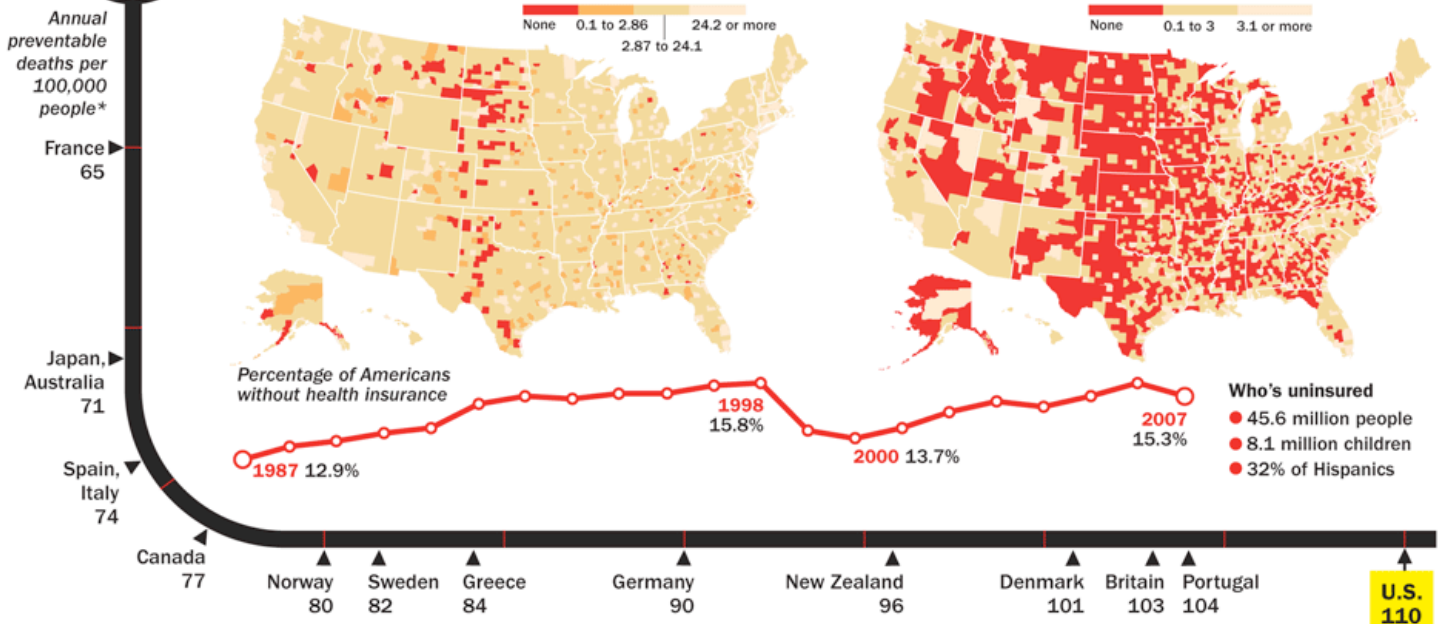 Annual
preventable
deaths per
100,000
people*
France
65
Japan,
Australia
71
Spain,
Italy
74
Canada
77
Norway
80
Sweden
82
Greece
84
Germany
90
New Zealand
96
Denmark
101
Britain
103
Portugal
104
U.S.
110
None
0.1 to 2.86
2.87 to 24.1
24.2 or more
None
0.1 to 3
3.1 or more
Percentage of Americans
without health insurance
1987 12.9%
1998
15.8%
2000 13.7%
2007
15.3%
Who's uninsured
45.6 million people
8.1 million children
32% of Hispanics